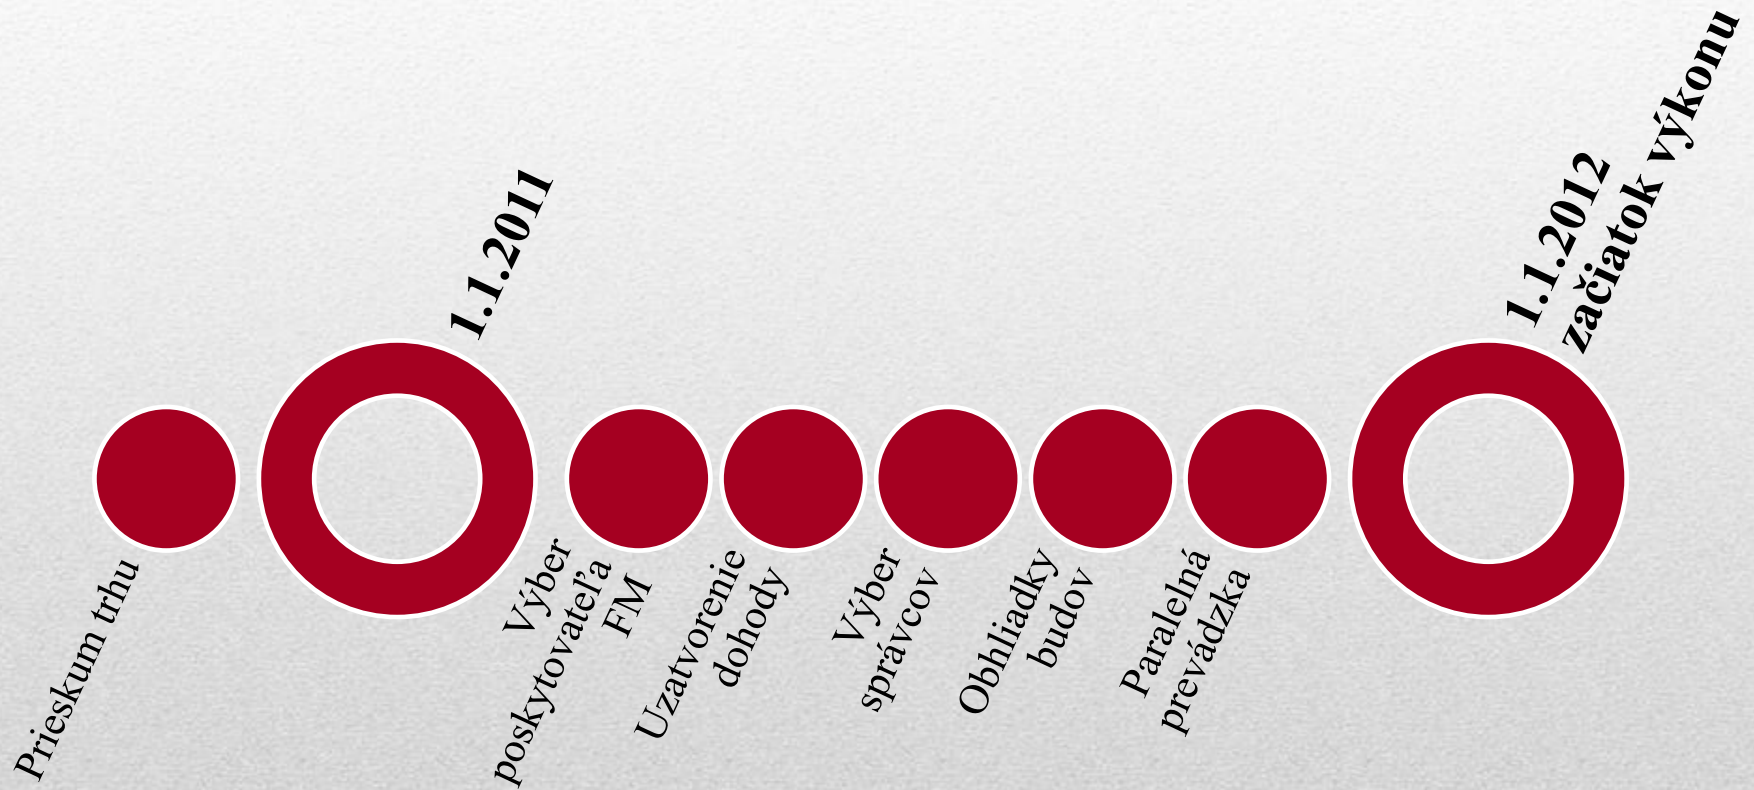 Prieskum trhu
1.1.2011
Výber
poskytovateľa
FM
Uzatvorenie
dohody
Výber
správcov
Obhliadky
budov
Paralelná
prevádzka
1.1.2012
začiatok výkonu